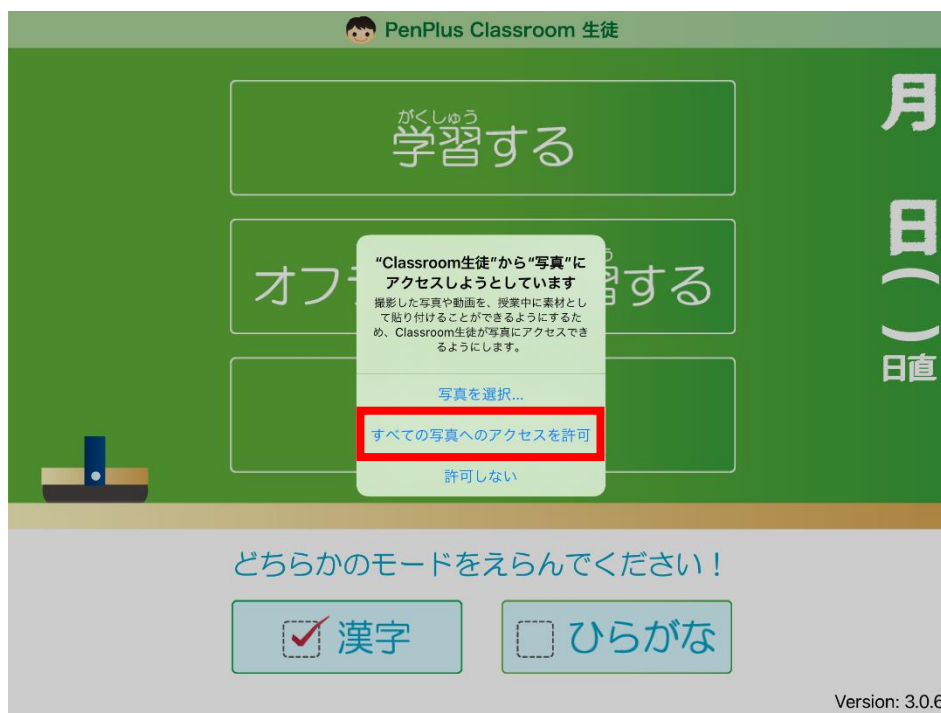 PenPlus Classroom 生徒
がくしゅう
学習する
オフ
う
習する
“Classroom生徒”から“写真”に
アクセスしようとしています
撮影した写真や動画を、授業中に素材とし
て貼り付けることができるようにするた
め、Classroom生徒が写真にアクセスでき
るようにします。
写真を選択...
すべての写真へのアクセスを許可
許可しない
月
日
( )
日直
どちらかのモードをえらんでください！
漢字
ひらがな
Version: 3.0.6